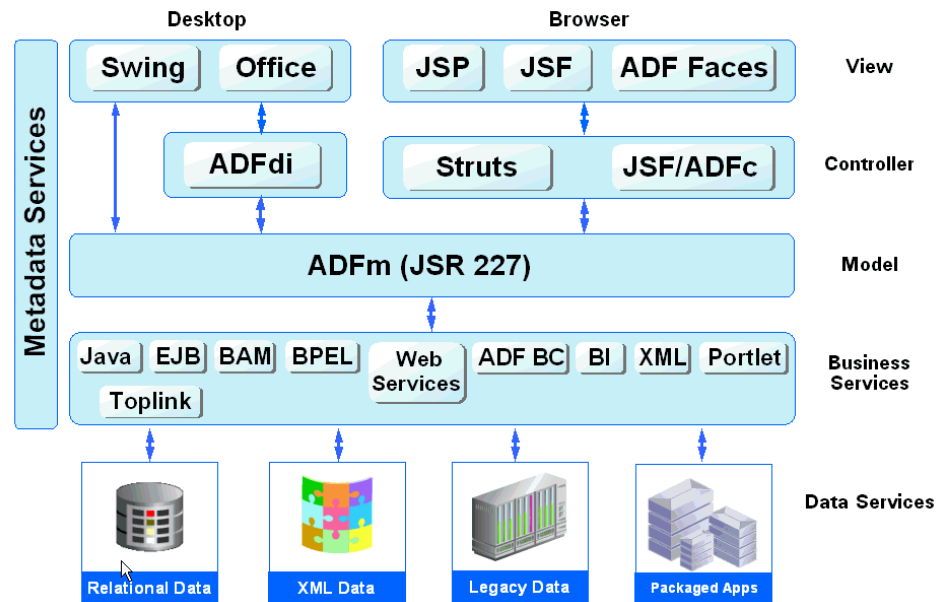 Desktop
Browser
Metadata Services
Swing
Office
JSP
JSF
ADF Faces
View
ADFdi
Struts
JSF/ADFc
Controller
ADFm (JSR 227)
Model
Java
EJB
BAM
BPEL
Web
Services
ADF BC
BI
XML
Portlet
Toplink
Business
Services
Data Services
Relational Data
XML Data
Legacy Data
Packaged Apps